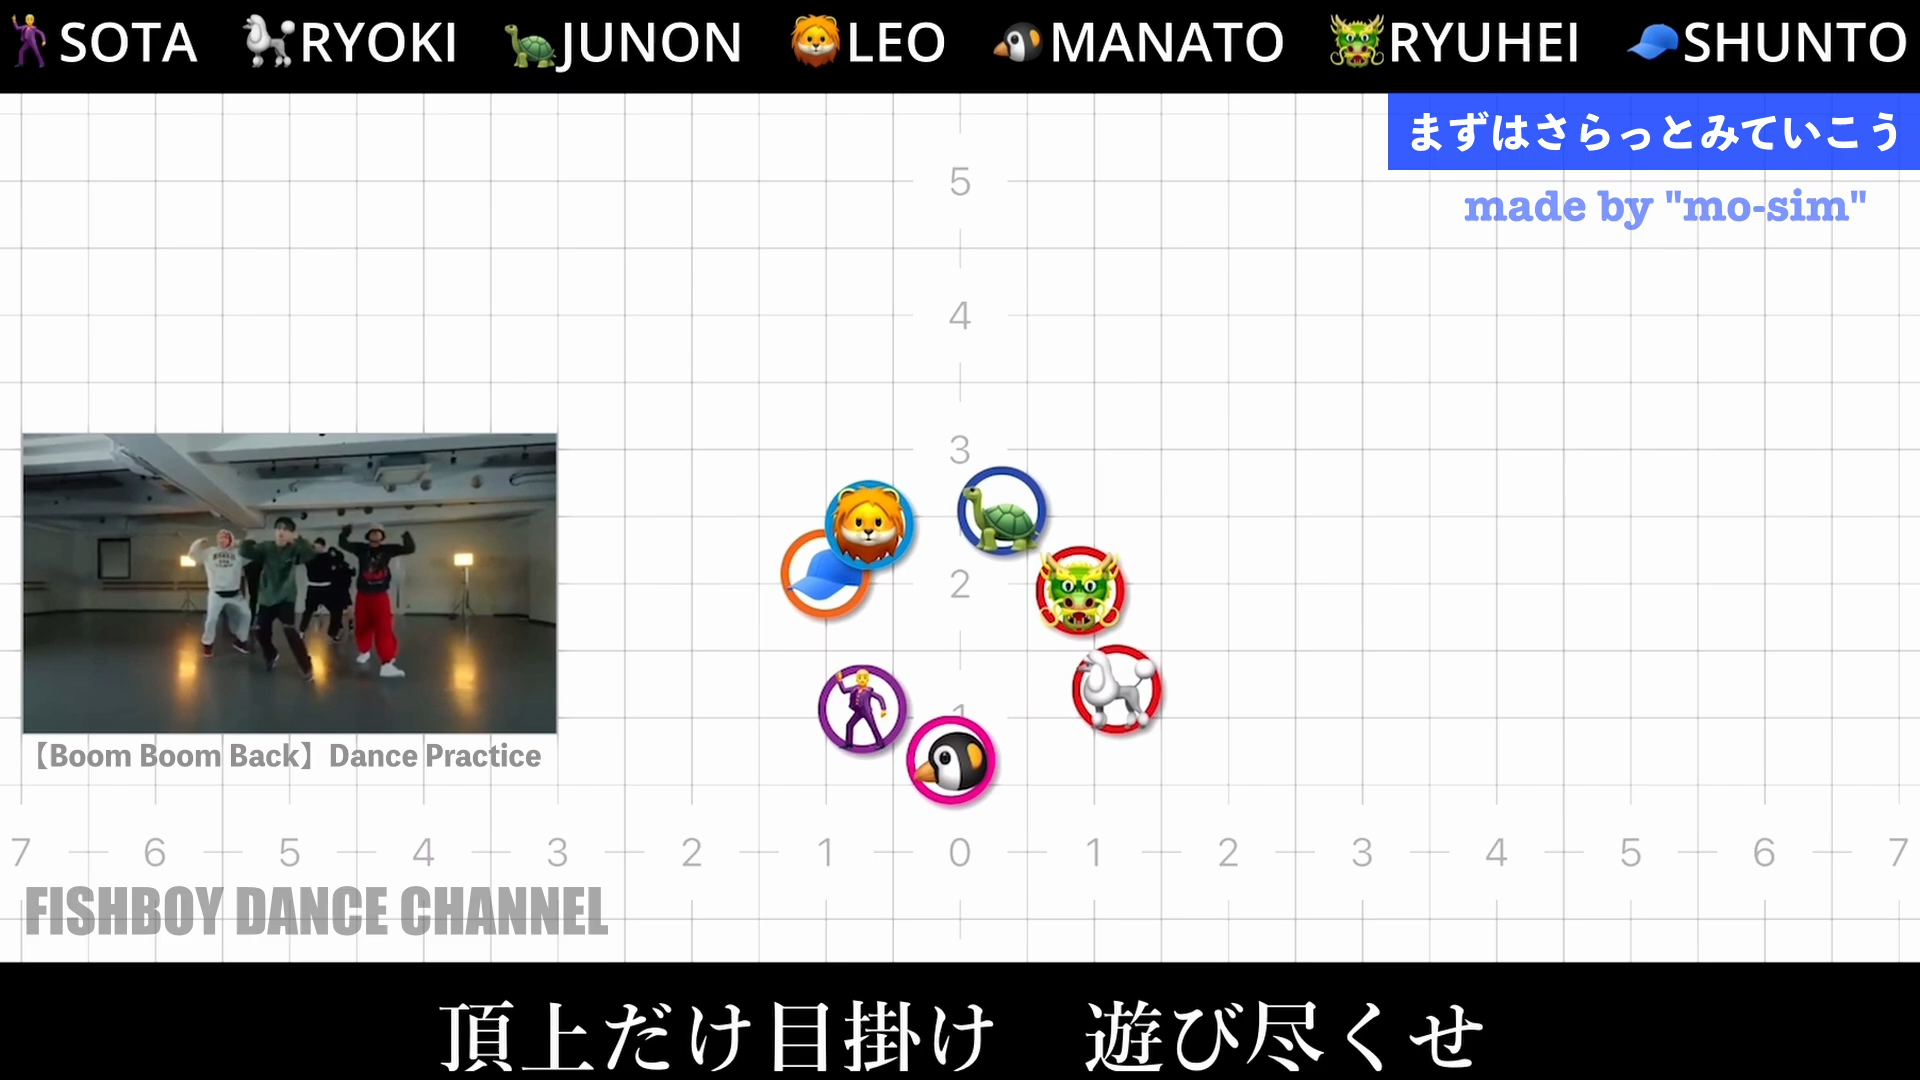 SOTA RYOKI JUNON LEO MANATO RYUHEI SHUNTO
まずはさらっとみていこう
made by "mo-sim"
5
4
3
2
1
【Boom Boom Back】Dance Practice
7 6 5 4 3 2 1 0 1 2 3 4 5 6 7
FISHBOY DANCE CHANNEL
頂上だけ目掛け 遊び尽くせ